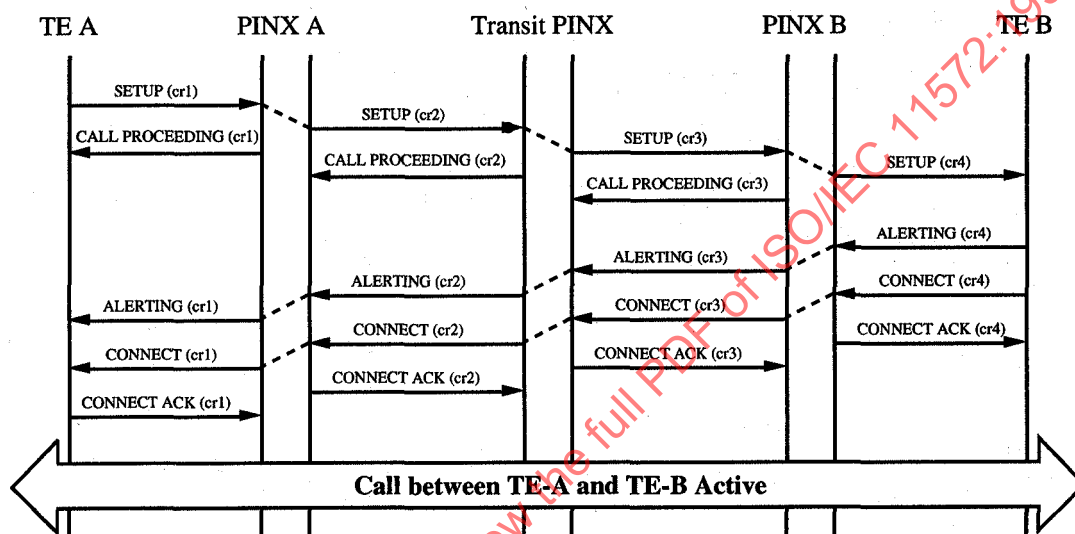 TE A PINX A Transit PINX PINX B TE B
SETUP (cr1)
SETUP (cr2)
CALL PROCEEDING (cr1)
SETUP (cr3)
CALL PROCEEDING (cr2)
SETUP (cr4)
CALL PROCEEDING (cr3)
ALERTING (cr4)
ALERTING (cr3)
ALERTING (cr2)
CONNECT (cr4)
ALERTING (cr1)
CONNECT (cr3)
CONNECT (cr2)
CONNECT ACK (cr4)
CONNECT (cr1)
CONNECT ACK (cr3)
CONNECT ACK (cr2)
CONNECT ACK (cr1)
Call between TE-A and TE-B Active
the full PDF of ISO/IEC 11572: